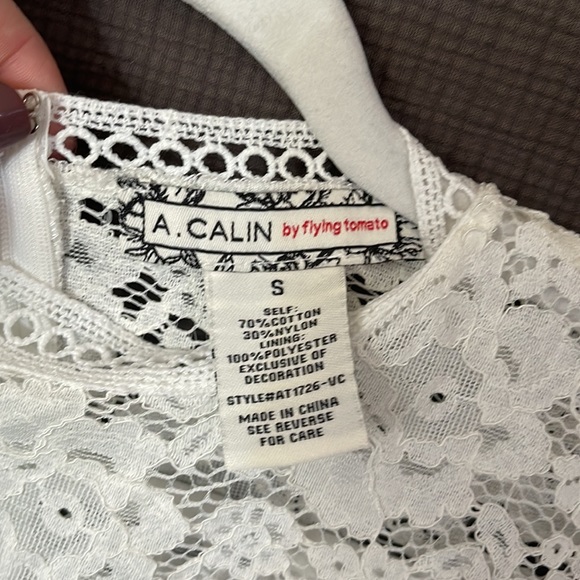 A.CALIN by flying tomato
S
SELF:
70%COTTON
30%NYLON
LINING:
100%POLYESTER
EXCLUSIVE OF
DECORATION
STYLE#AT1726-VC
MADE IN CHINA
SEE REVERSE
FOR CARE